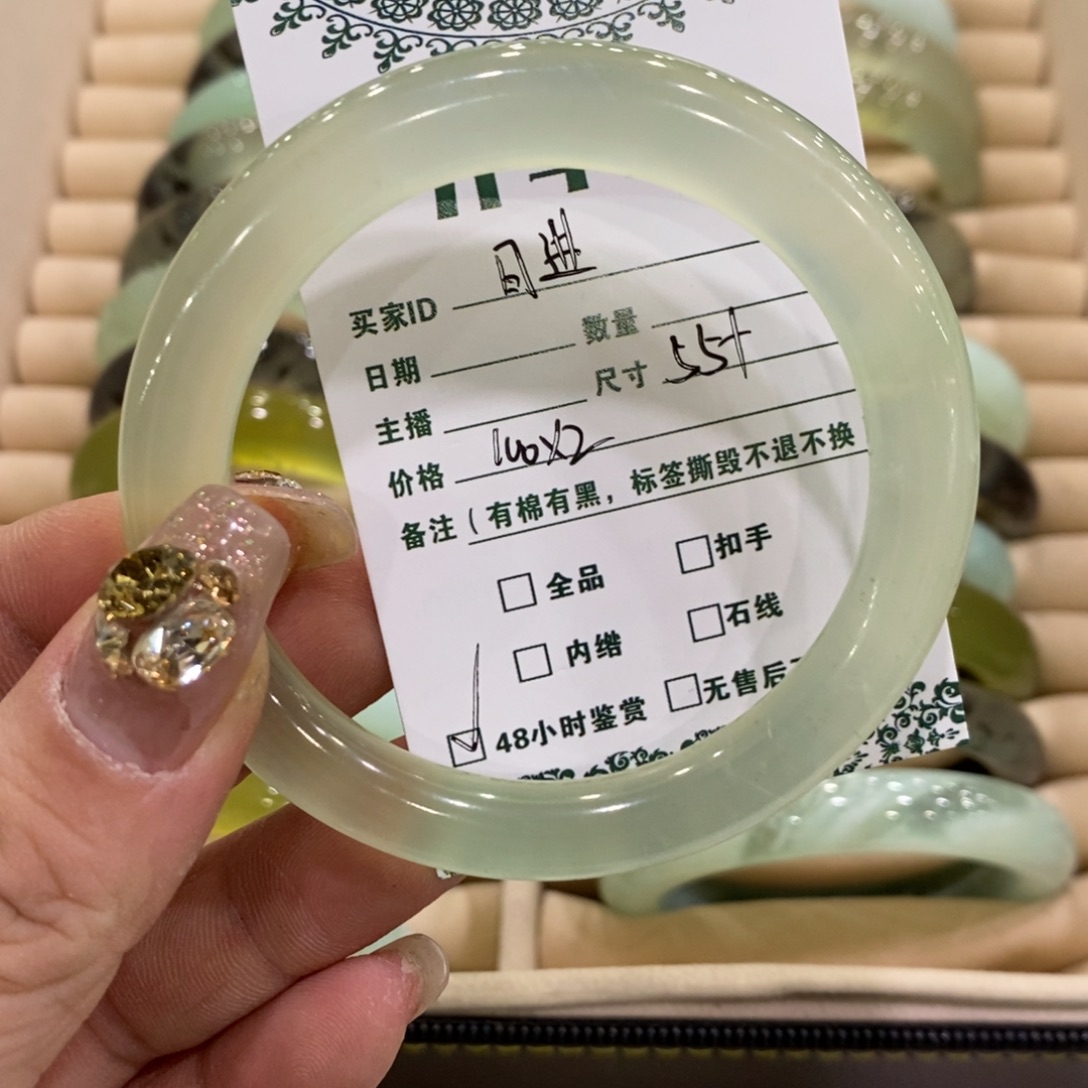 买家ID
日期 数量
主播 尺寸 55+
价格 100X2
备注(有棉有黑，标签撕毁不退不换
全品 扣手
内绺 石线
48小时鉴赏 无售后